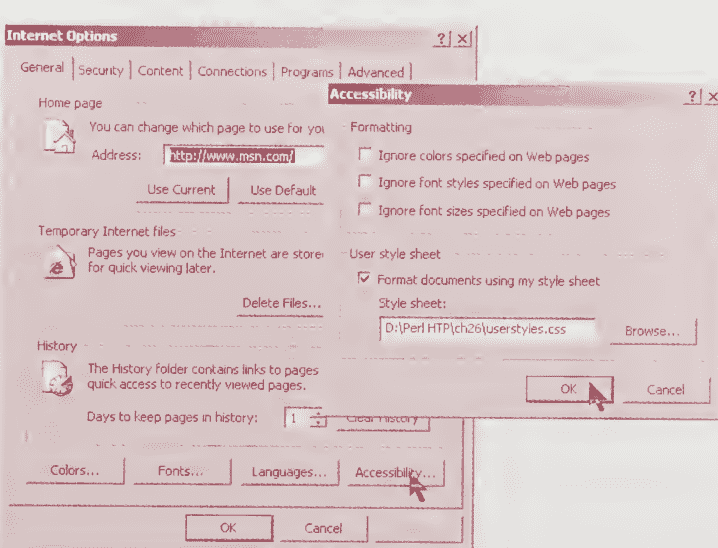 Internet Options
General Security Content Connections Programs Advanced
Home page
You can change which page to use for you
Address: http://www.msn.com/
Use Current Use Default
Temporary Internet files
Pages you view on the Internet are store
for quick viewing later.
Delete Files...
History
The History folder contains links to pages
quick access to recently viewed pages.
Days to keep pages in history: 1 Clear History
Colors... Fonts... Languages... Accessibility...
OK Cancel
Accessibility
Formatting
Ignore colors specified on Web pages
Ignore font styles specified on Web pages
Ignore font sizes specified on Web pages
User style sheet
Format documents using my style sheet
Style sheet:
D:\Perl HTP\ch26\userstyles.css Browse...
OK Cancel